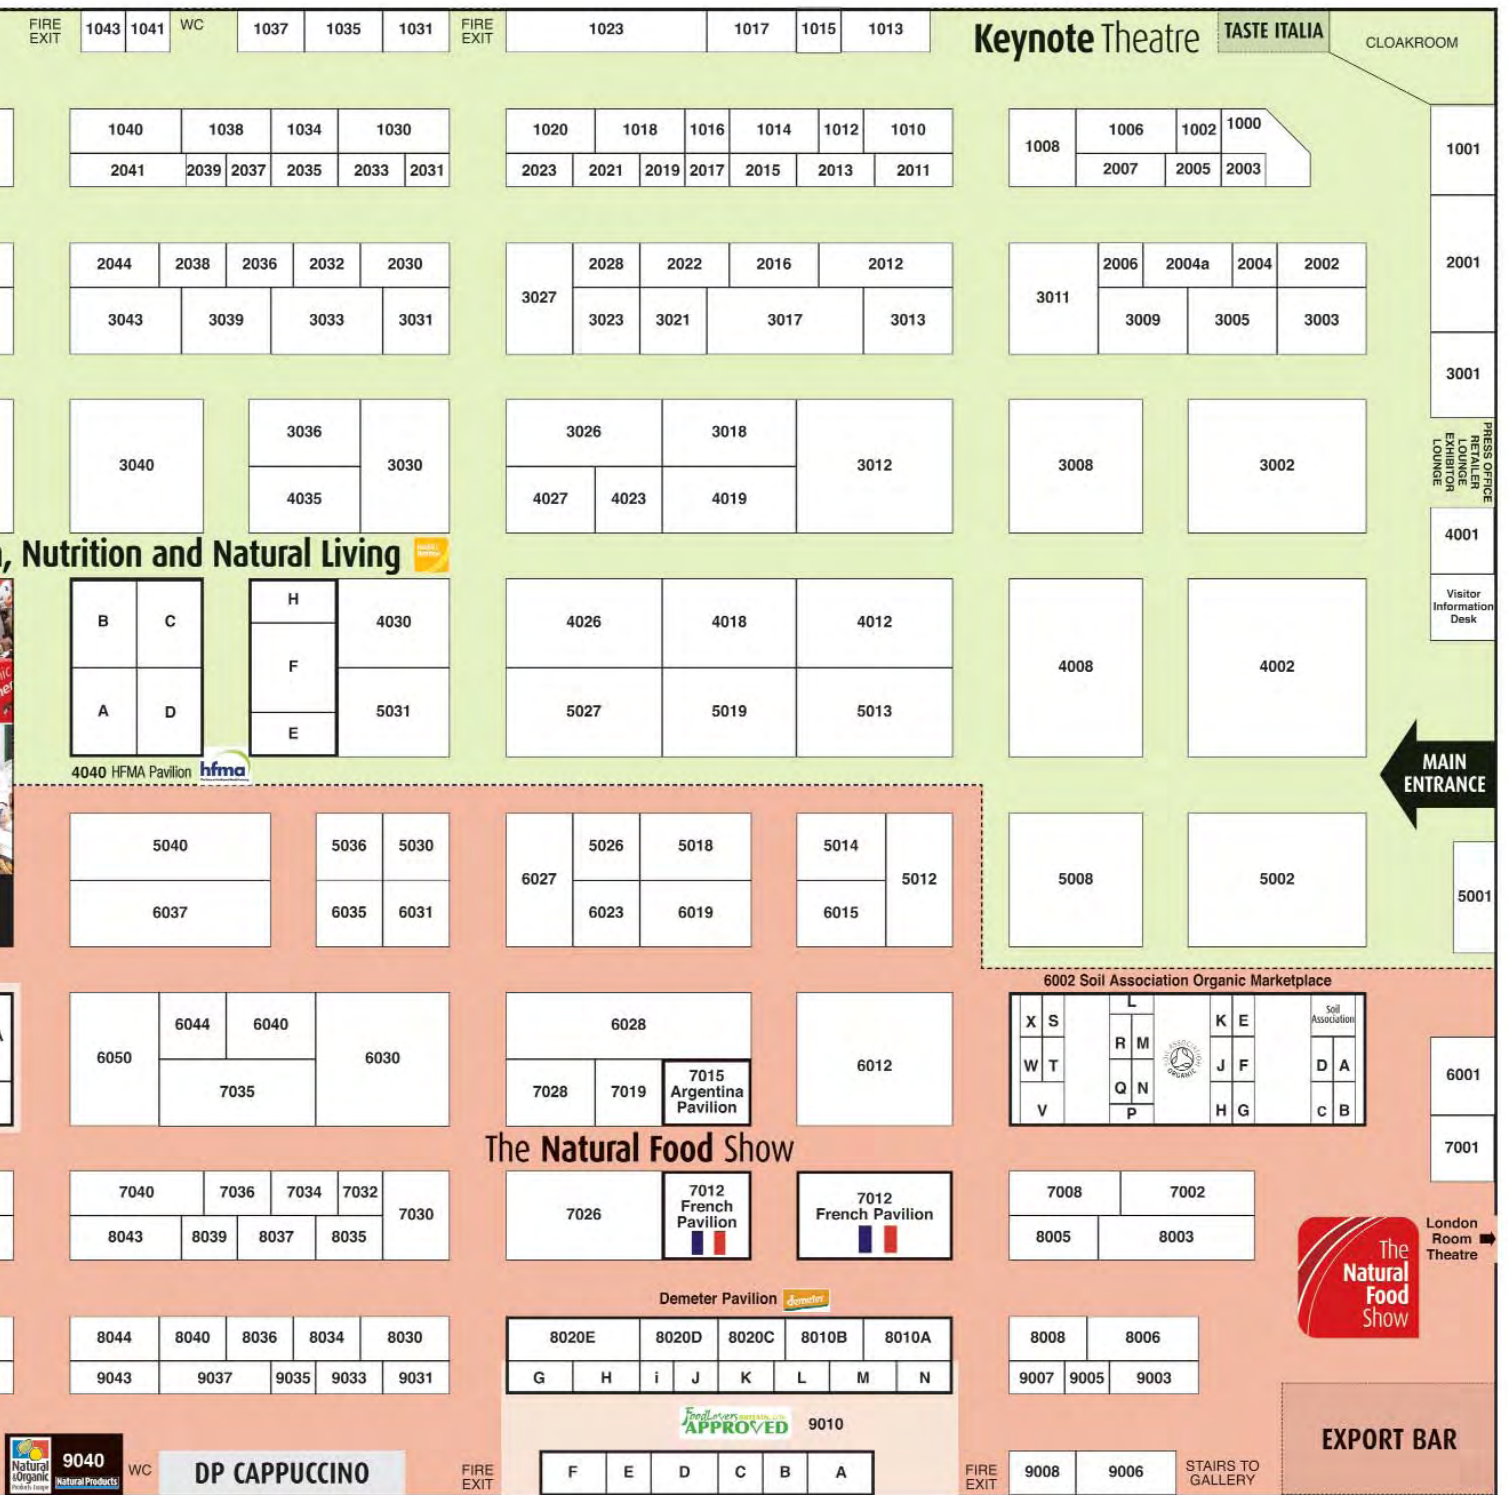 FIRE
EXIT
1043 1041
WC
1037 1035 1031
FIRE
EXIT
1023 1017 1015 1013
Keynote Theatre
TASTE ITALIA
CLOAKROOM
1040 1038 1034 1030
1020 1018 1016 1014 1012 1010
1008 1006 1002 1000
1001
2041 2039 2037 2035 2033 2031
2023 2021 2019 2017 2015 2013 2011
2007 2005 2003
2044 2038 2036 2032 2030
3027 2028 2022 2016 2012
3011 2006 2004a 2004 2002
2001
3043 3039 3033 3031
3023 3021 3017 3013
3009 3005 3003
3001
3040 3036 3030
4035
3026 3018 3012
4027 4023 4019
3008 3002
PRESS OFFICE
RETAILER
LOUNGE
EXHIBITOR
LOUNGE
4001
Visitor
Information
Desk
, Nutrition and Natural Living
B C
A D
H
F
E
4030
5031
4026 4018 4012
5027 5019 5013
4008 4002
4040 HFMA Pavilion
hfma
MAIN
ENTRANCE
5040 5036 5030
6037 6035 6031
6027 5026 5018
6023 6019
5014 5012
6015
5008 5002
5001
6002 Soil Association Organic Marketplace
X S
W T
V
L
R M
Q N
P
SOIL ASSOCIATION
ORGANIC
K E
J F
H G
Soil
Association
D A
C B
6050 6044 6040 6030
7035
6028
7028 7019
7015
Argentina
Pavilion
6012
6001
7001
The Natural Food Show
7040 7036 7034 7032 7030
8043 8039 8037 8035
7026
7012
French
Pavilion
7012
French Pavilion
7008 7002
8005 8003
The
Natural
Food
Show
London
Room
Theatre
Demeter Pavilion
demeter
8044 8040 8036 8034 8030
9043 9037 9035 9033 9031
8020E 8020D 8020C 8010B 8010A
G H i J K L M N
8008 8006
9007 9005 9003
APPROVED
9010
EXPORT BAR
Natural
&Organic
9040
Natural Products
WC
DP CAPPUCCINO
FIRE
EXIT
F E D C B A
FIRE
EXIT
9008 9006
STAIRS TO
GALLERY